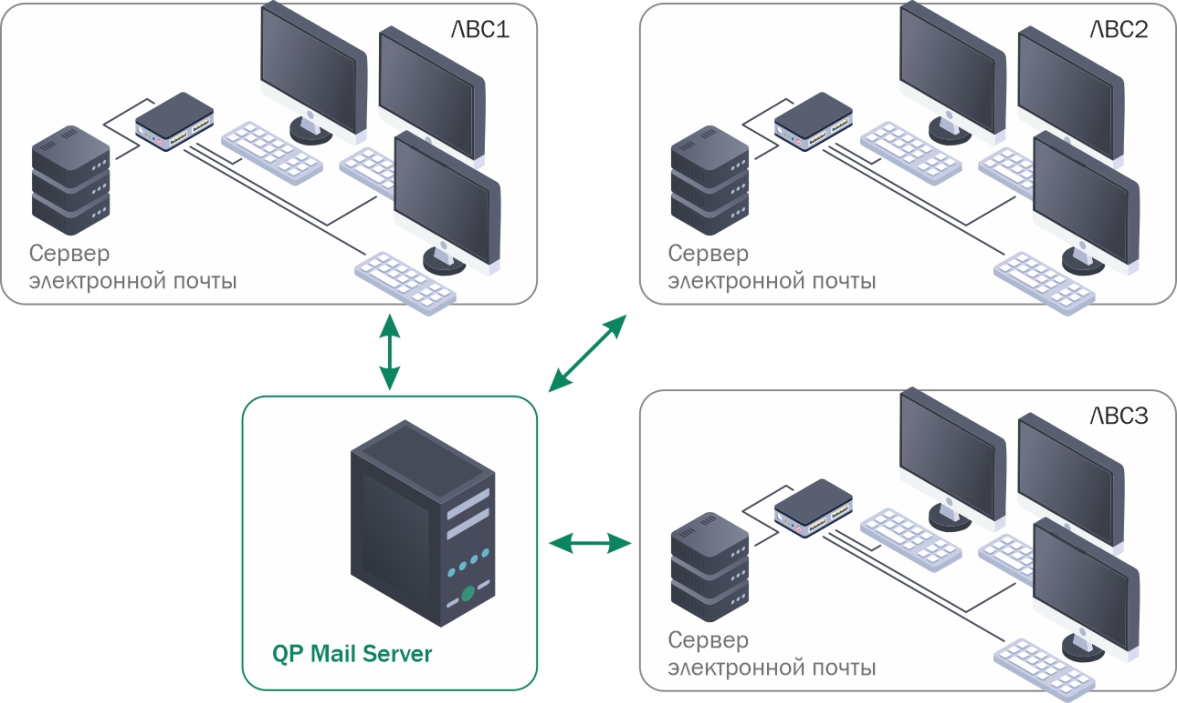 ЛВС1
Сервер
электронной почты
ЛВС2
Сервер
электронной почты
QP Mail Server
ЛВС3
Сервер
электронной почты